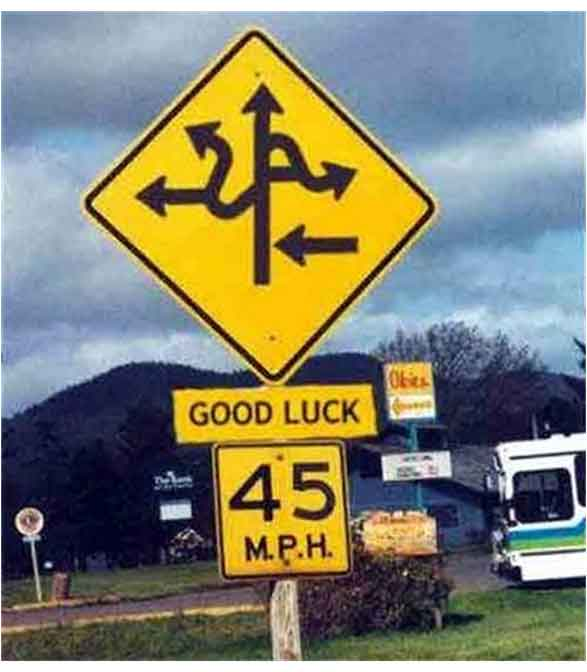 GOOD LUCK
45
M.P.H.
Obies
The Bank